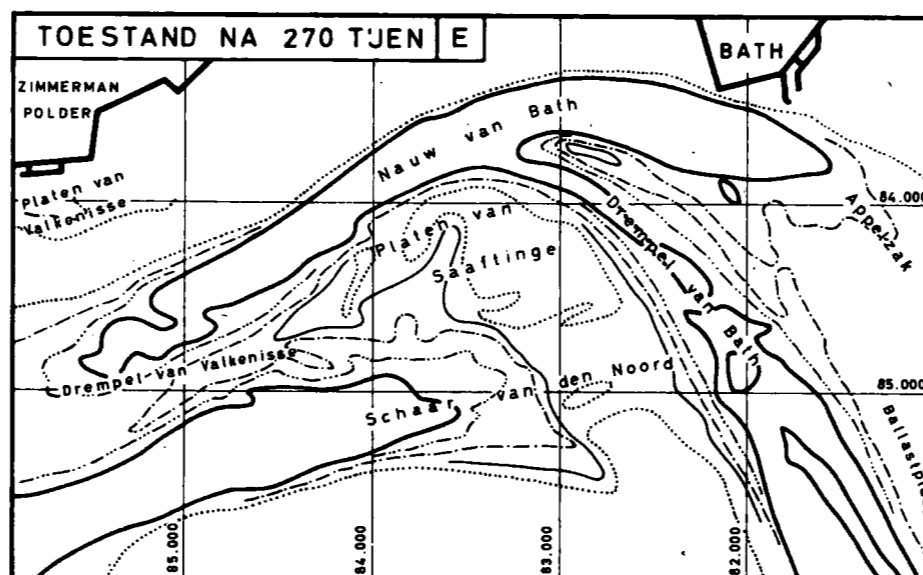 TOESTAND NA 270 TIJEN E
BATH
ZIMMERMAN
POLDER
Nauw van Bath
Platen van
Valkenisse
84.000
Appelzak
Platen van
Saaftinge
Drempel van Bath
Drempel Van Valkenisse
Schaar van den Noord
85.000
85.000
84.000
83.000
82.000